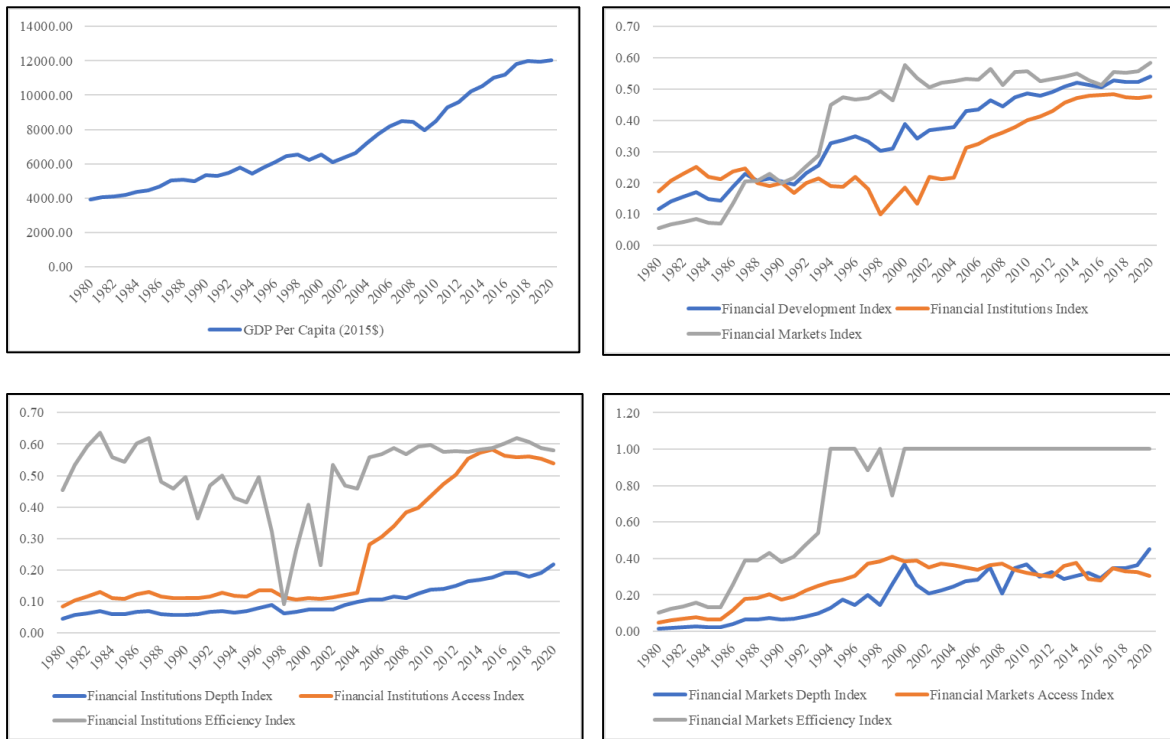 14000.00
12000.00
10000.00
8000.00
6000.00
4000.00
2000.00
0.00
1980 1982 1984 1986 1988 1990 1992 1994 1996 1998 2000 2002 2004 2006 2008 2010 2012 2014 2016 2018 2020
GDP Per Capita (2015$)
0.70
0.60
0.50
0.40
0.30
0.20
0.10
0.00
1980 1982 1984 1986 1988 1990 1992 1994 1996 1998 2000 2002 2004 2006 2008 2010 2012 2014 2016 2018 2020
Financial Development Index Financial Institutions Index
Financial Markets Index
0.70
0.60
0.50
0.40
0.30
0.20
0.10
0.00
1980 1982 1984 1986 1988 1990 1992 1994 1996 1998 2000 2002 2004 2006 2008 2010 2012 2014 2016 2018 2020
Financial Institutions Depth Index Financial Institutions Access Index
Financial Institutions Efficiency Index
1.20
1.00
0.80
0.60
0.40
0.20
0.00
1980 1982 1984 1986 1988 1990 1992 1994 1996 1998 2000 2002 2004 2006 2008 2010 2012 2014 2016 2018 2020
Financial Markets Depth Index Financial Markets Access Index
Financial Markets Efficiency Index